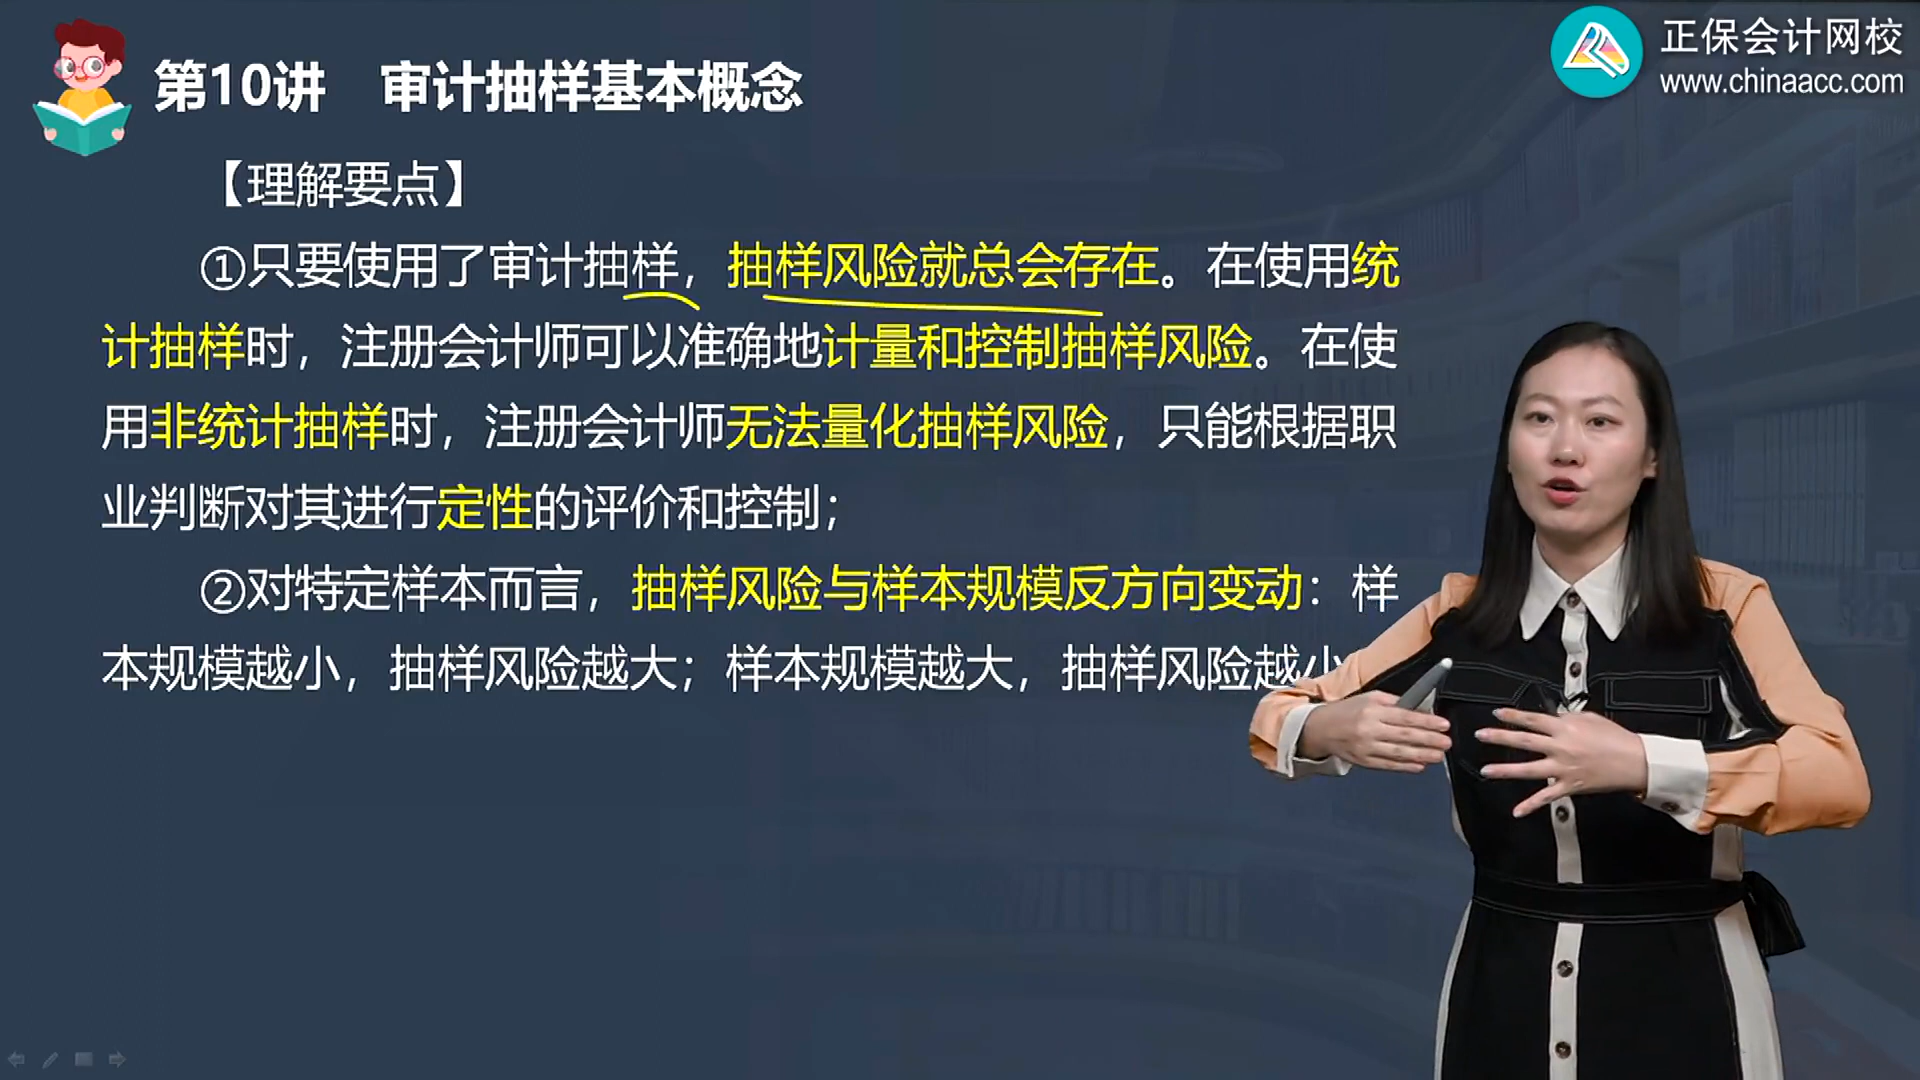 正保会计网校
www.chinaacc.com
第10讲 审计抽样基本概念
【理解要点】
①只要使用了审计抽样，抽样风险就总会存在。在使用统
计抽样时，注册会计师可以准确地计量和控制抽样风险。在使
用非统计抽样时，注册会计师无法量化抽样风险，只能根据职
业判断对其进行定性的评价和控制；
②对特定样本而言，抽样风险与样本规模反方向变动：样
本规模越小，抽样风险越大；样本规模越大，抽样风险越小